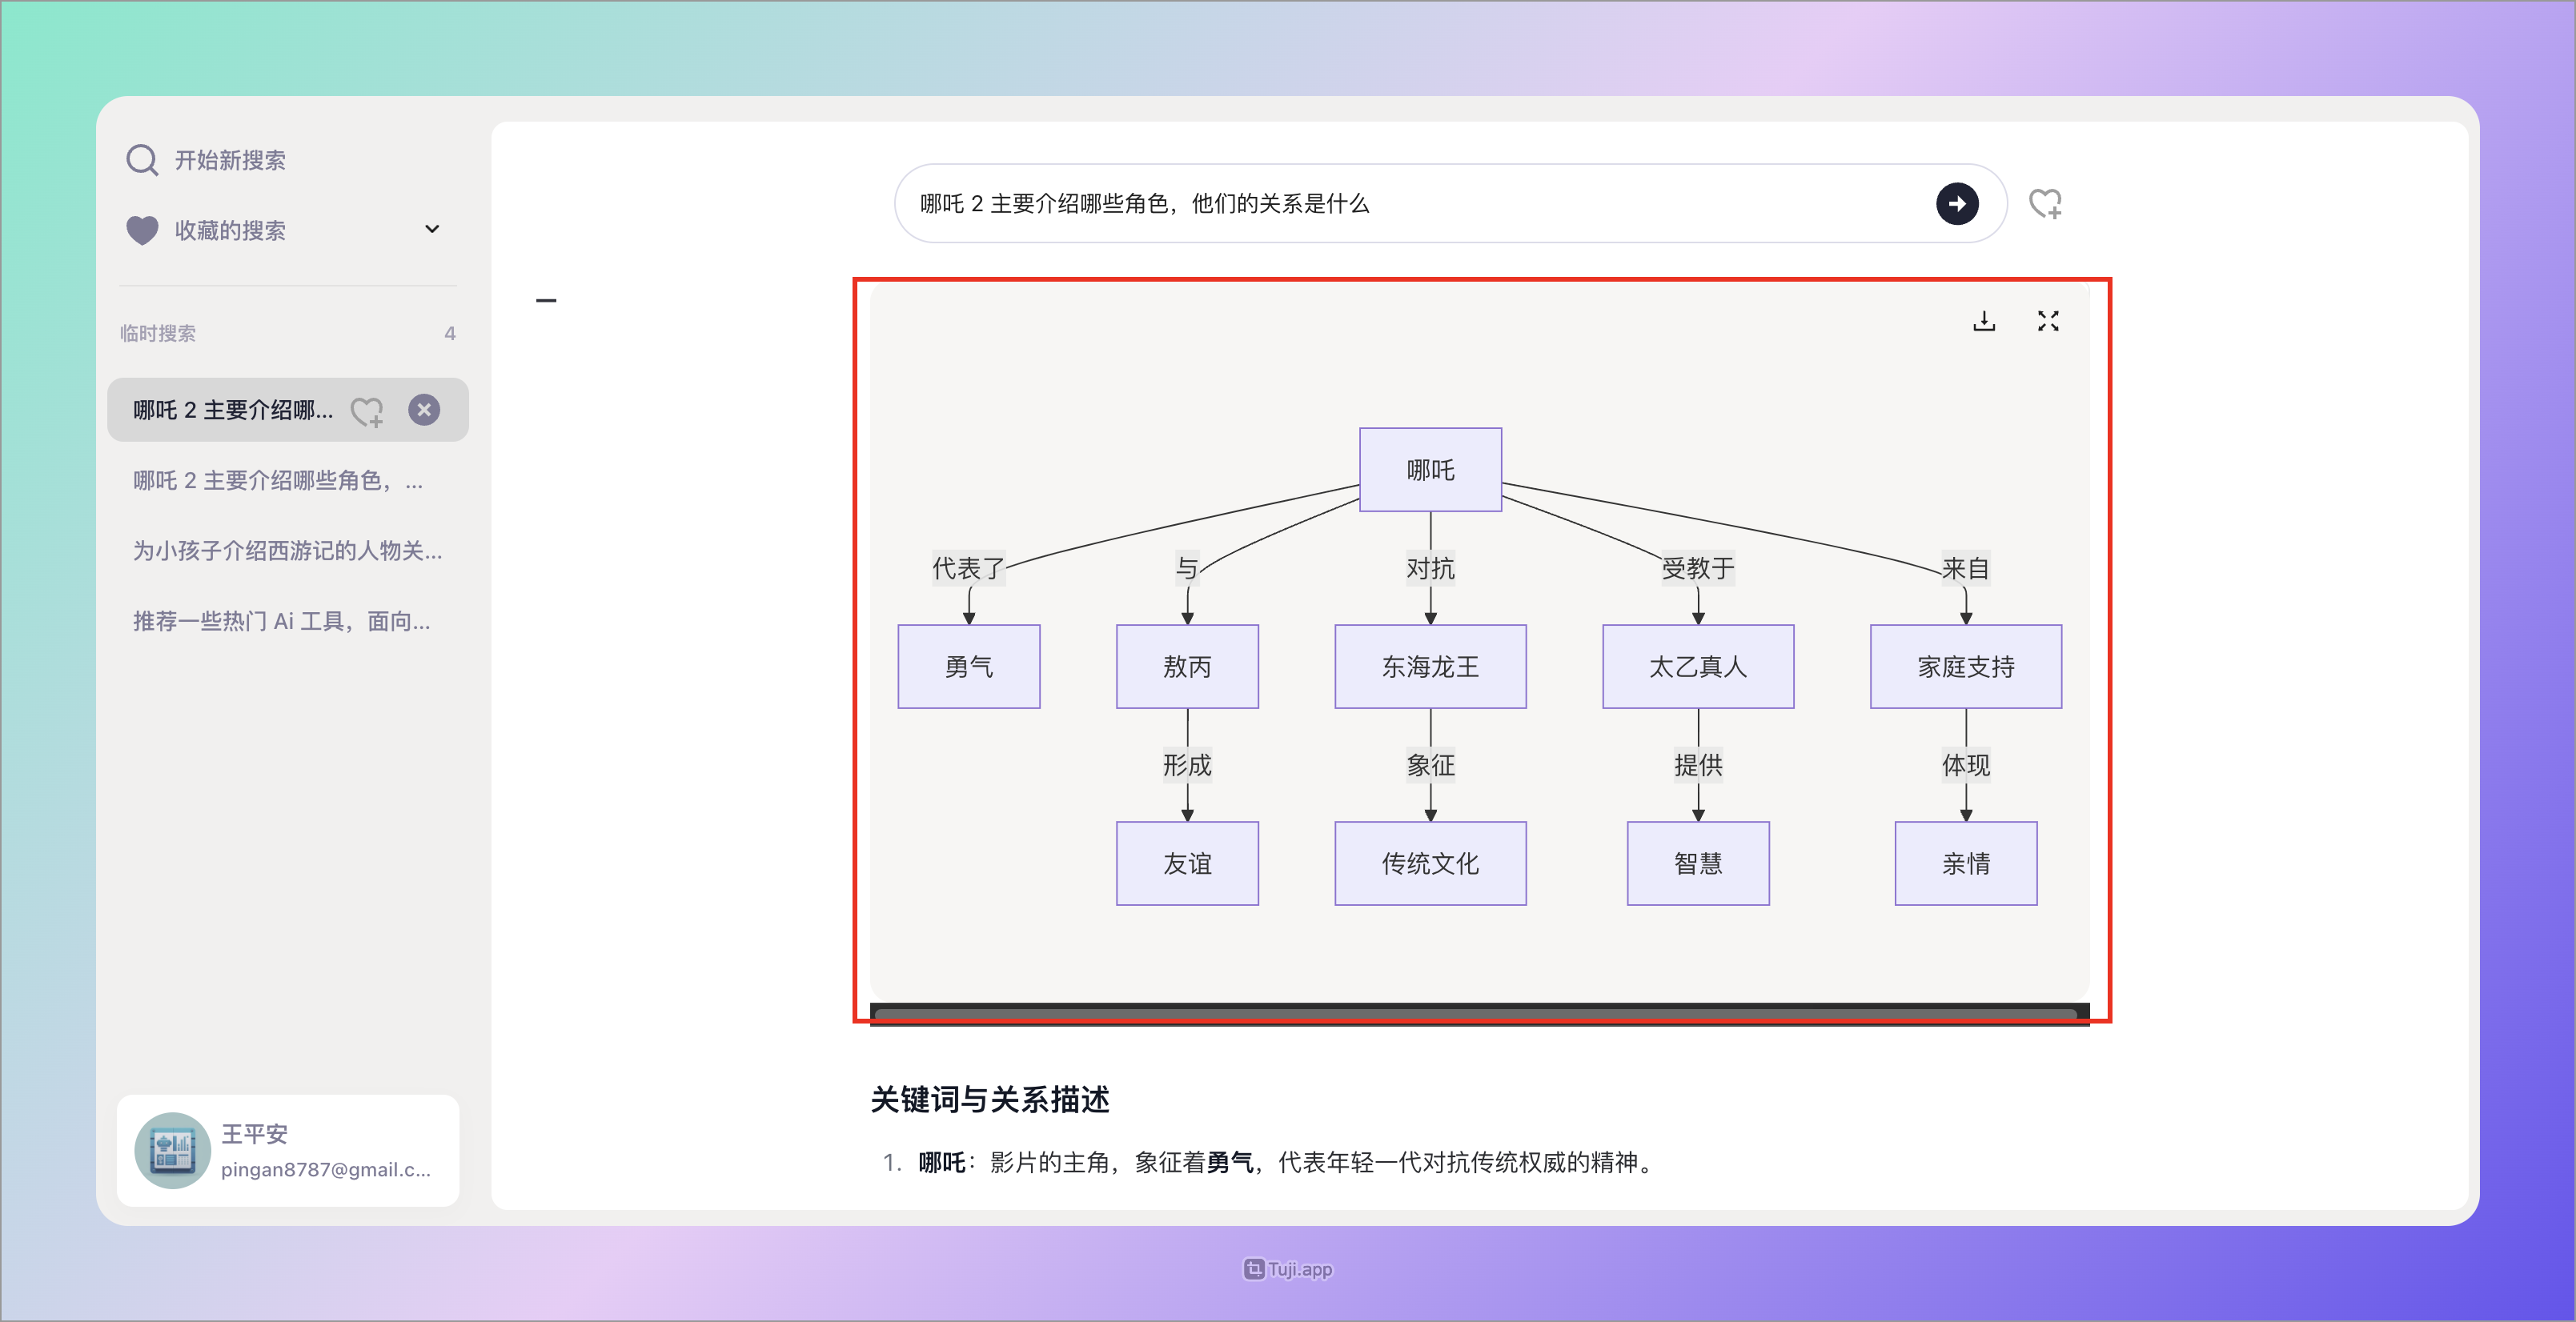 开始新搜索
收藏的搜索
临时搜索 4
哪吒 2 主要介绍哪...
哪吒 2 主要介绍哪些角色，...
为小孩子介绍西游记的人物关...
推荐一些热门 Ai 工具，面向...
王平安
pingan8787@gmail.c...
哪吒 2 主要介绍哪些角色，他们的关系是什么
哪吒
代表了 与 对抗 受教于 来自
勇气 敖丙 东海龙王 太乙真人 家庭支持
形成 象征 提供 体现
友谊 传统文化 智慧 亲情
关键词与关系描述
1. 哪吒：影片的主角，象征着勇气，代表年轻一代对抗传统权威的精神。
Tuji.app